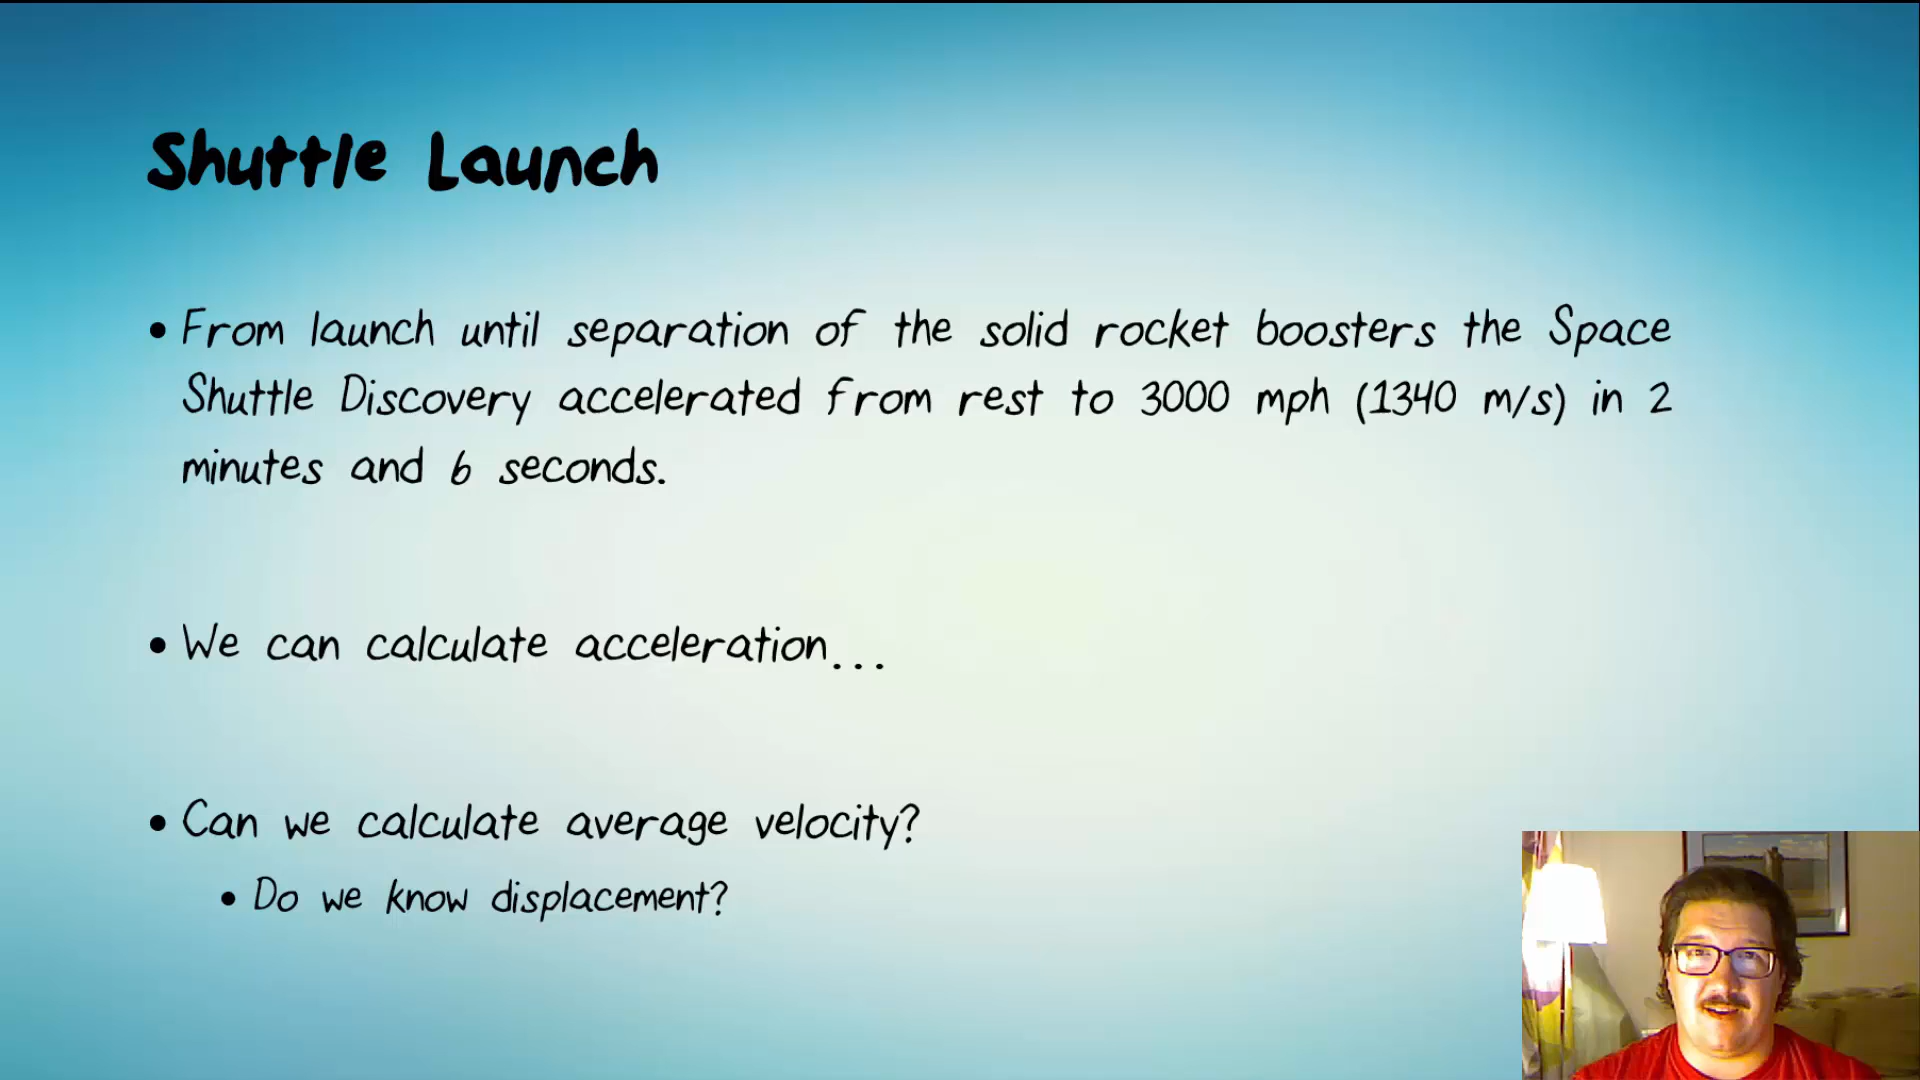 Shuttle Launch
• From launch until separation of the solid rocket boosters the Space
Shuttle Discovery accelerated from rest to 3000 mph (1340 m/s) in 2
minutes and 6 seconds.
• We can calculate acceleration...
• Can we calculate average velocity?
• Do we know displacement?